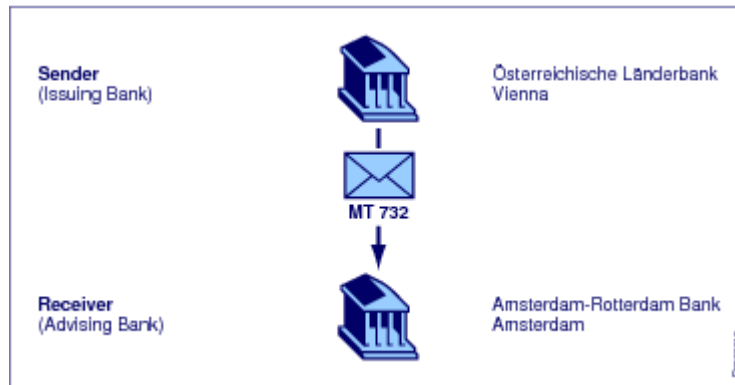 Sender
(Issuing Bank)
Österreichische Länderbank
Vienna
MT 732
Receiver
(Advising Bank)
Amsterdam-Rotterdam Bank
Amsterdam